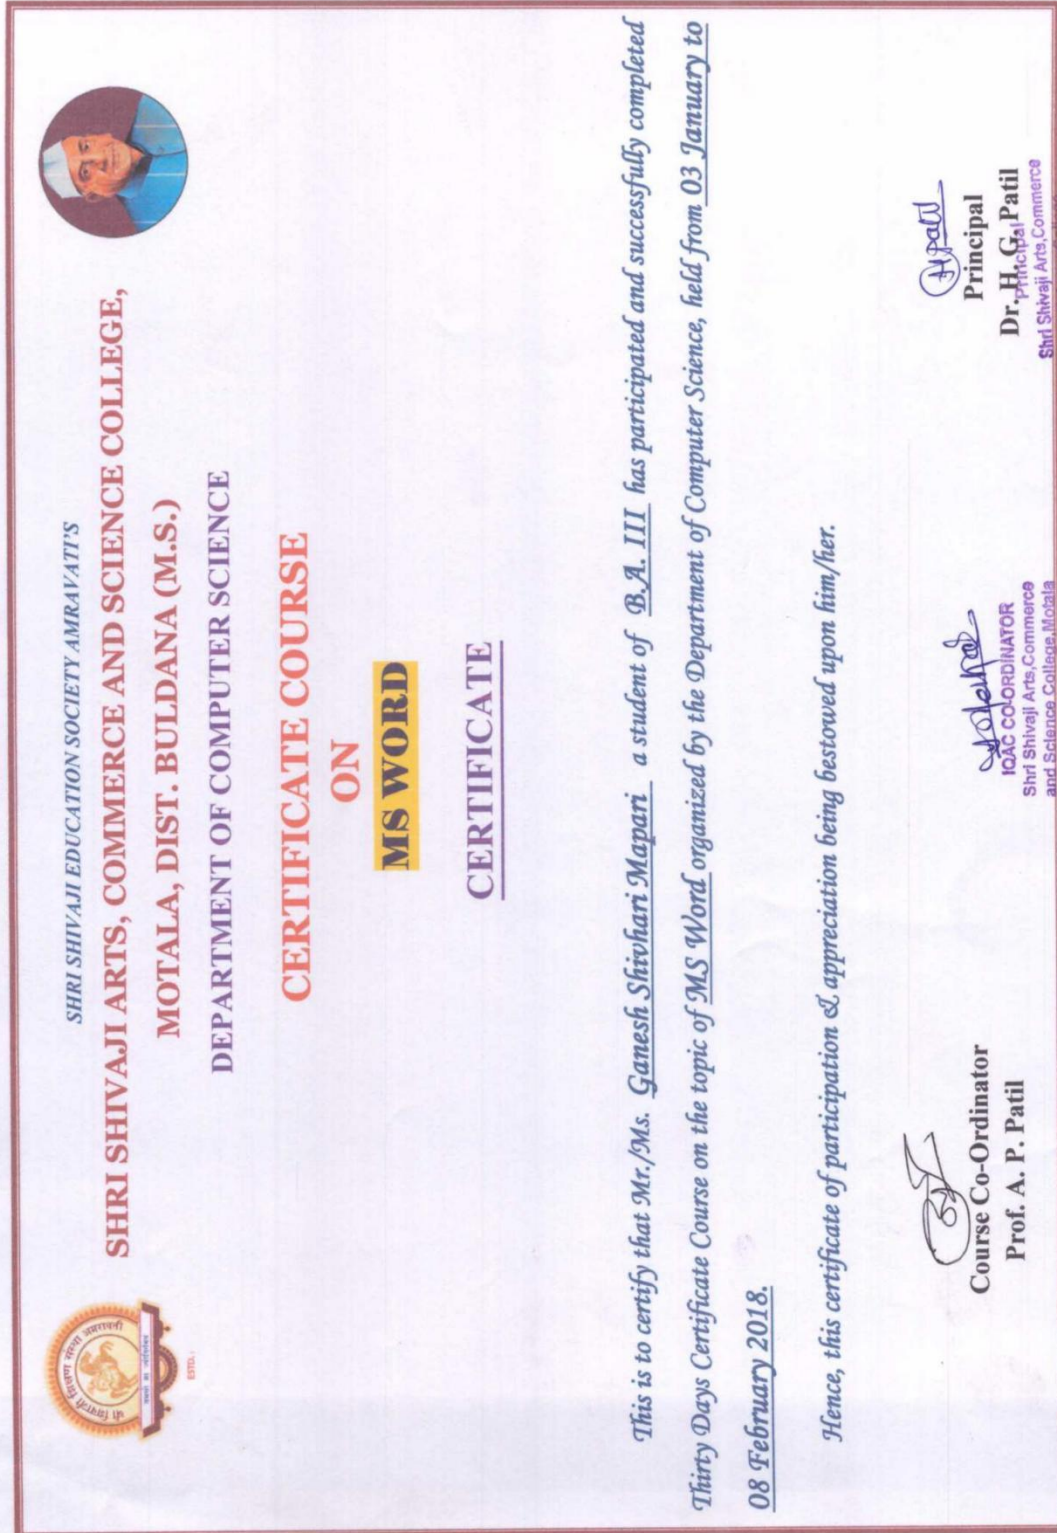 SHRI SHIVAJI EDUCATION SOCIETY AMRAVATI'S
SHRI SHIVAJI ARTS, COMMERCE AND SCIENCE COLLEGE,
MOTALA, DIST. BULDANA (M.S.)
DEPARTMENT OF COMPUTER SCIENCE
श्री शिवाजी शिक्षण संस्था अमरावती
ESTD.:
CERTIFICATE COURSE
ON
MS WORD
CERTIFICATE
This is to certify that Mr./Ms. Ganesh Shivhari Mapari a student of B.A. III has participated and successfully completed
Thirty Days Certificate Course on the topic of MS Word organized by the Department of Computer Science, held from 03 January to
08 February 2018.
Hence, this certificate of participation & appreciation being bestowed upon him/her.
Course Co-Ordinator
Prof. A. P. Patil
IQAC CO-ORDINATOR
Shri Shivaji Arts,Commerce
and Science College,Motala
HPatil
Principal
Dr. H. G. Patil
Principal
Shri Shivaji Arts,Commerce